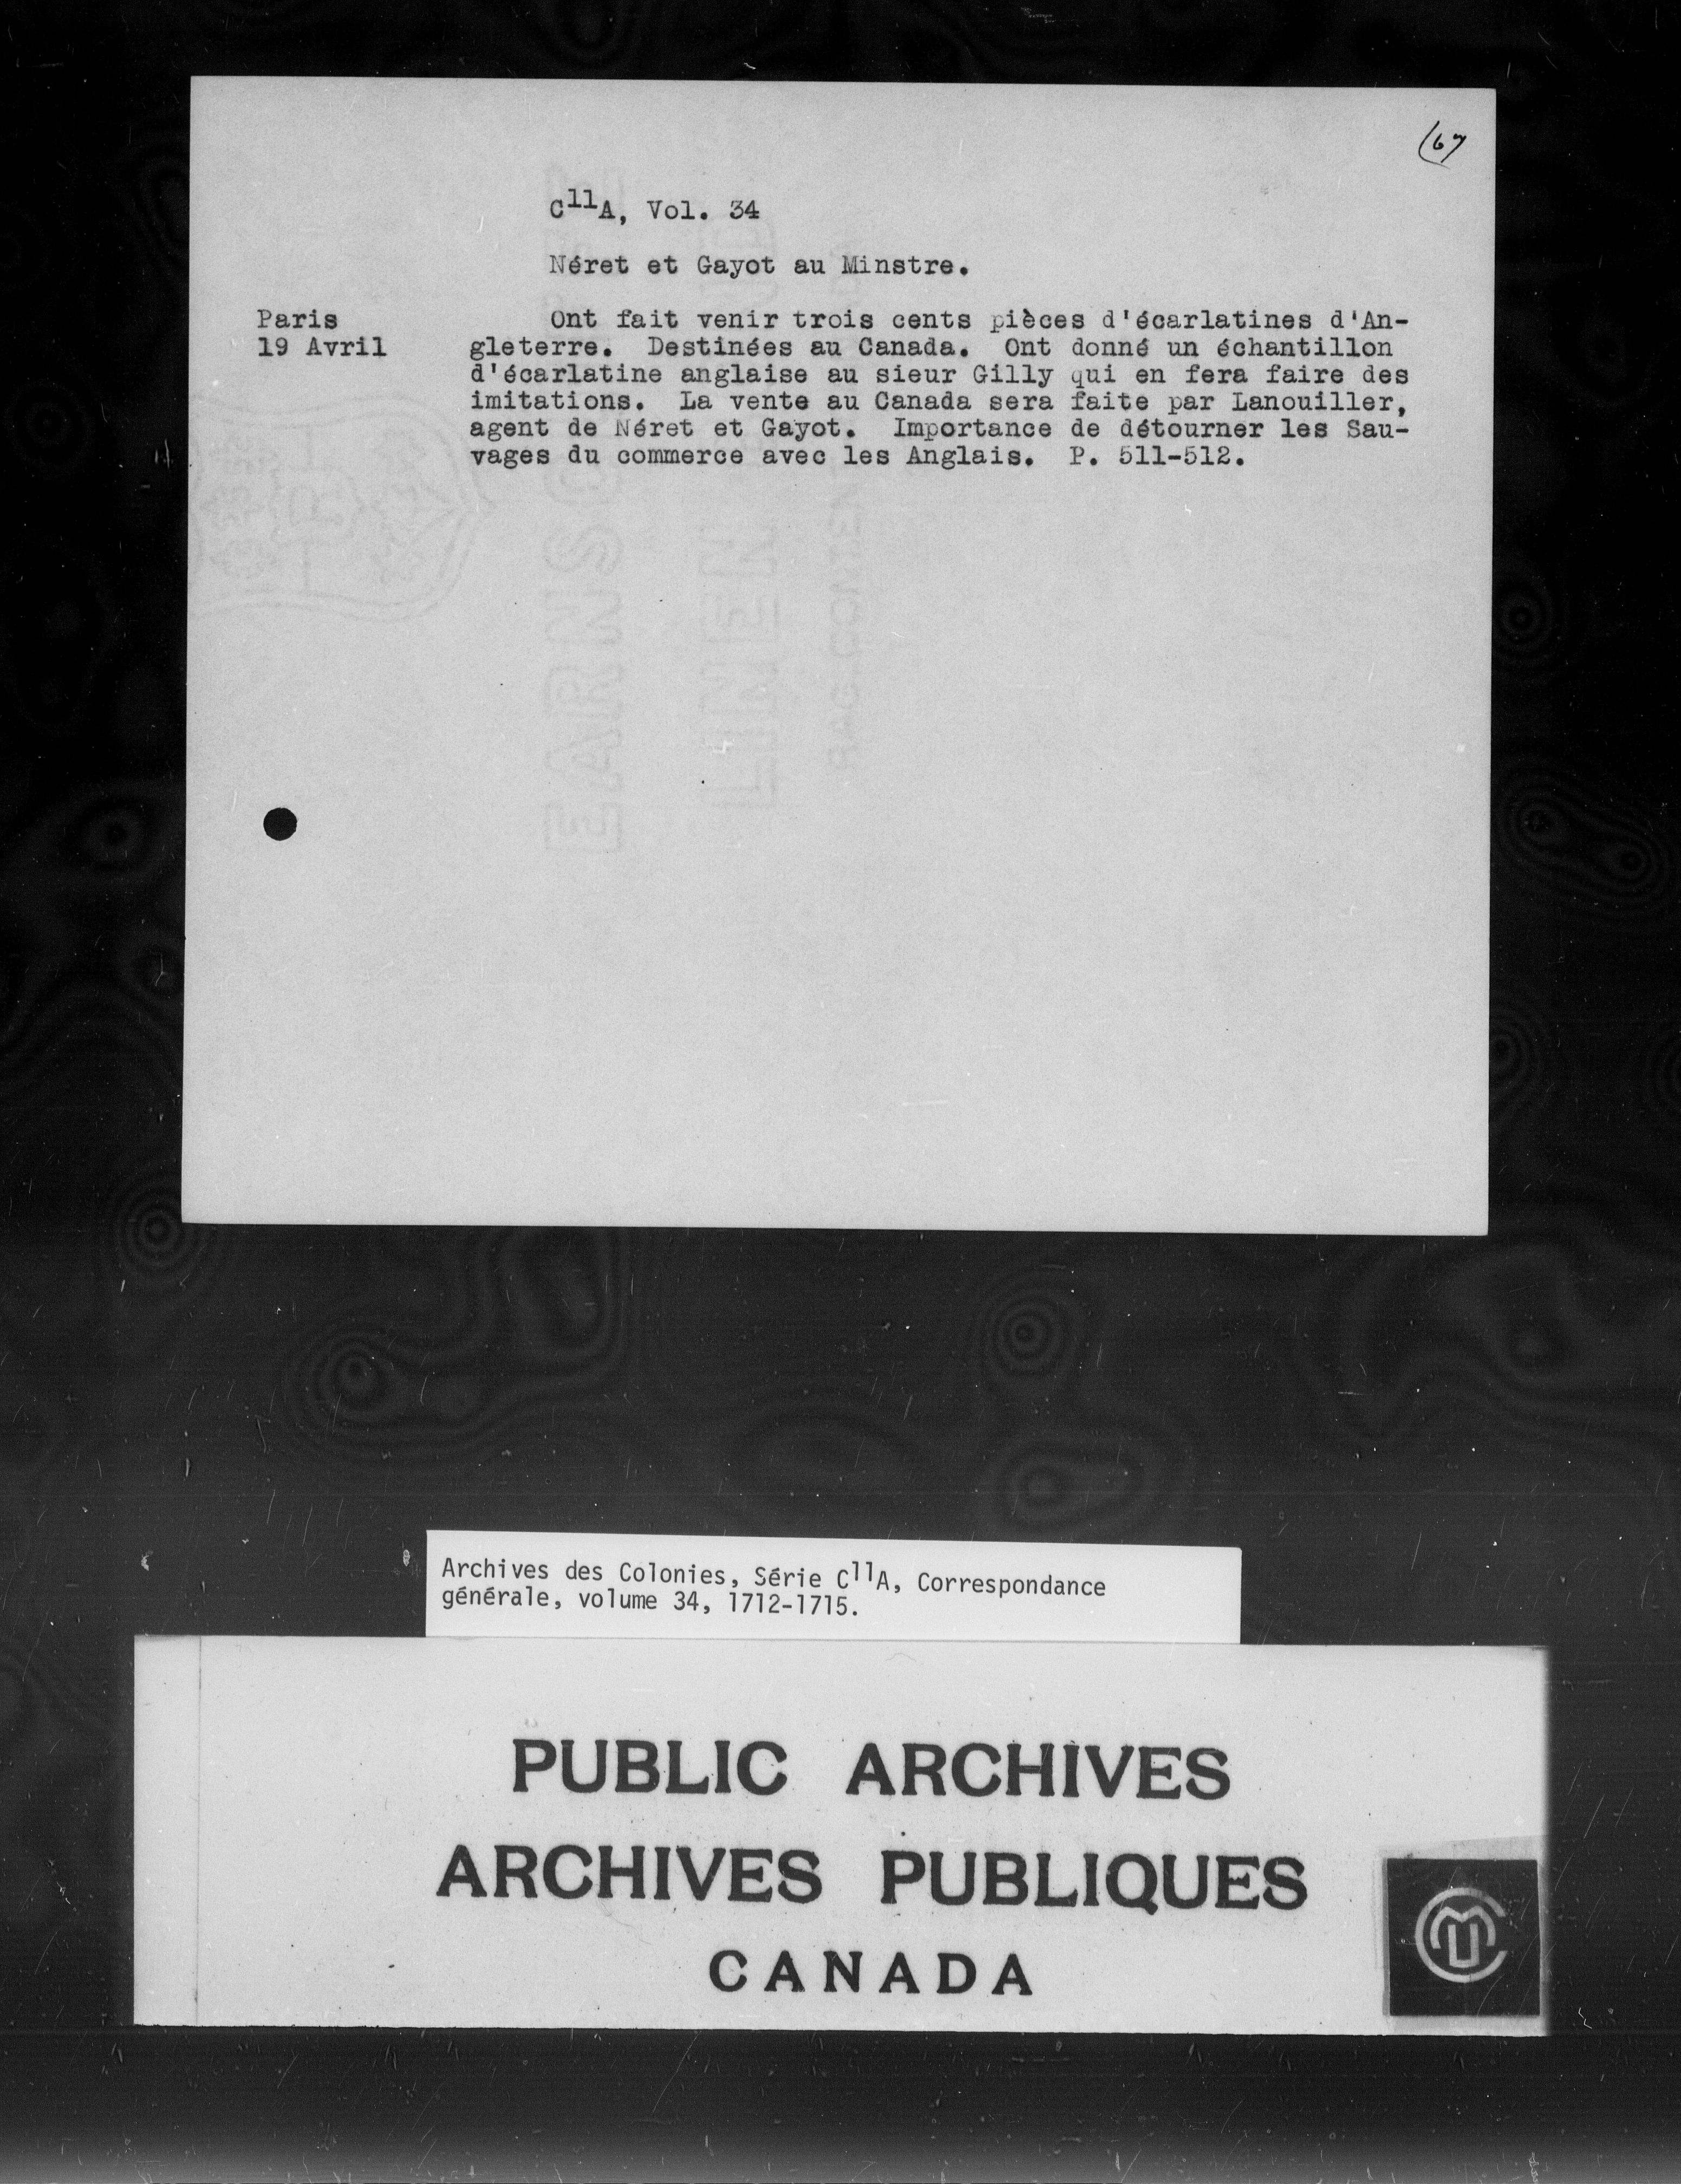 (67
C11A, Vol. 34
Néret et Gayot au Minstre.
Paris
19 Avril
Ont fait venir trois cents pièces d'écarlatines d'An-
gleterre. Destinées au Canada. Ont donné un échantillon
d'écarlatine anglaise au sieur Gilly qui en fera faire des
imitations. La vente au Canada sera faite par Lanouiller,
agent de Néret et Gayot. Importance de détourner les Sau-
vages du commerce avec les Anglais. P. 511-512.
Archives des Colonies, Série C11A, Correspondance
générale, volume 34, 1712-1715.
PUBLIC ARCHIVES
ARCHIVES PUBLIQUES
CANADA